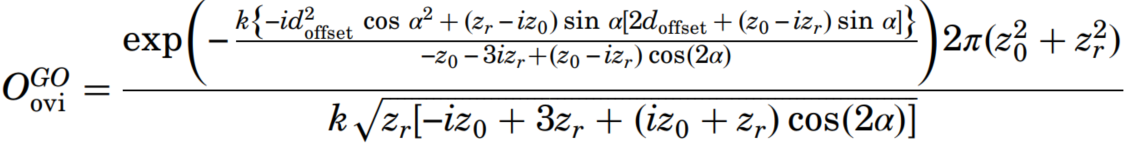 O_{\text{ovi}}^{GO} = \frac{\exp\left(-\frac{k\{-id_{\text{offset}}^2 \cos \alpha^2 + (z_r - iz_0) \sin \alpha[2d_{\text{offset}} + (z_0 - iz_r) \sin \alpha]\}}{-z_0 - 3iz_r + (z_0 - iz_r) \cos(2\alpha)}\right) 2\pi(z_0^2 + z_r^2)}{k\sqrt{z_r[-iz_0 + 3z_r + (iz_0 + z_r) \cos(2\alpha)]}}